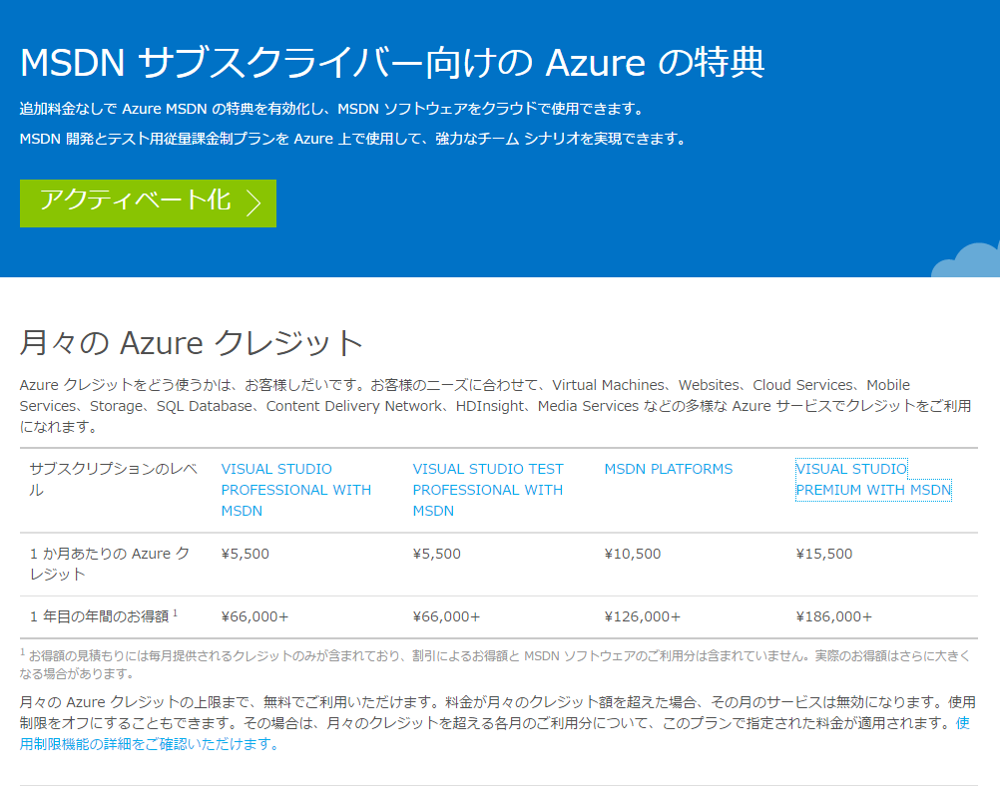 MSDN サブスクライバー向けの Azure の特典
追加料金なしで Azure MSDN の特典を有効化し、MSDN ソフトウェアをクラウドで使用できます。
MSDN 開発とテスト用従量課金制プランを Azure 上で使用して、強力なチーム シナリオを実現できます。
アクティベート化
月々の Azure クレジット
Azure クレジットをどう使うかは、お客様しだいです。お客様のニーズに合わせて、Virtual Machines、Websites、Cloud Services、Mobile
Services、Storage、SQL Database、Content Delivery Network、HDInsight、Media Services などの多様な Azure サービスでクレジットをご利用
になれます。
サブスクリプションのレベ
ル
VISUAL STUDIO
PROFESSIONAL WITH
MSDN
VISUAL STUDIO TEST
PROFESSIONAL WITH
MSDN
MSDN PLATFORMS
VISUAL STUDIO
PREMIUM WITH MSDN
1 か月あたりの Azure ク
レジット
¥5,500
¥5,500
¥10,500
¥15,500
1 年目の年間のお得額 1
¥66,000+
¥66,000+
¥126,000+
¥186,000+
1 お得額の見積もりには毎月提供されるクレジットのみが含まれており、割引によるお得額と MSDN ソフトウェアのご利用分は含まれていません。実際のお得額はさらに大きく
なる場合があります。
月々の Azure クレジットの上限まで、無料でご利用いただけます。料金が月々のクレジット額を超えた場合、その月のサービスは無効になります。使用
制限をオフにすることもできます。その場合は、月々のクレジットを超える各月のご利用分について、このプランで指定された料金が適用されます。使
用制限機能の詳細をご確認いただけます。